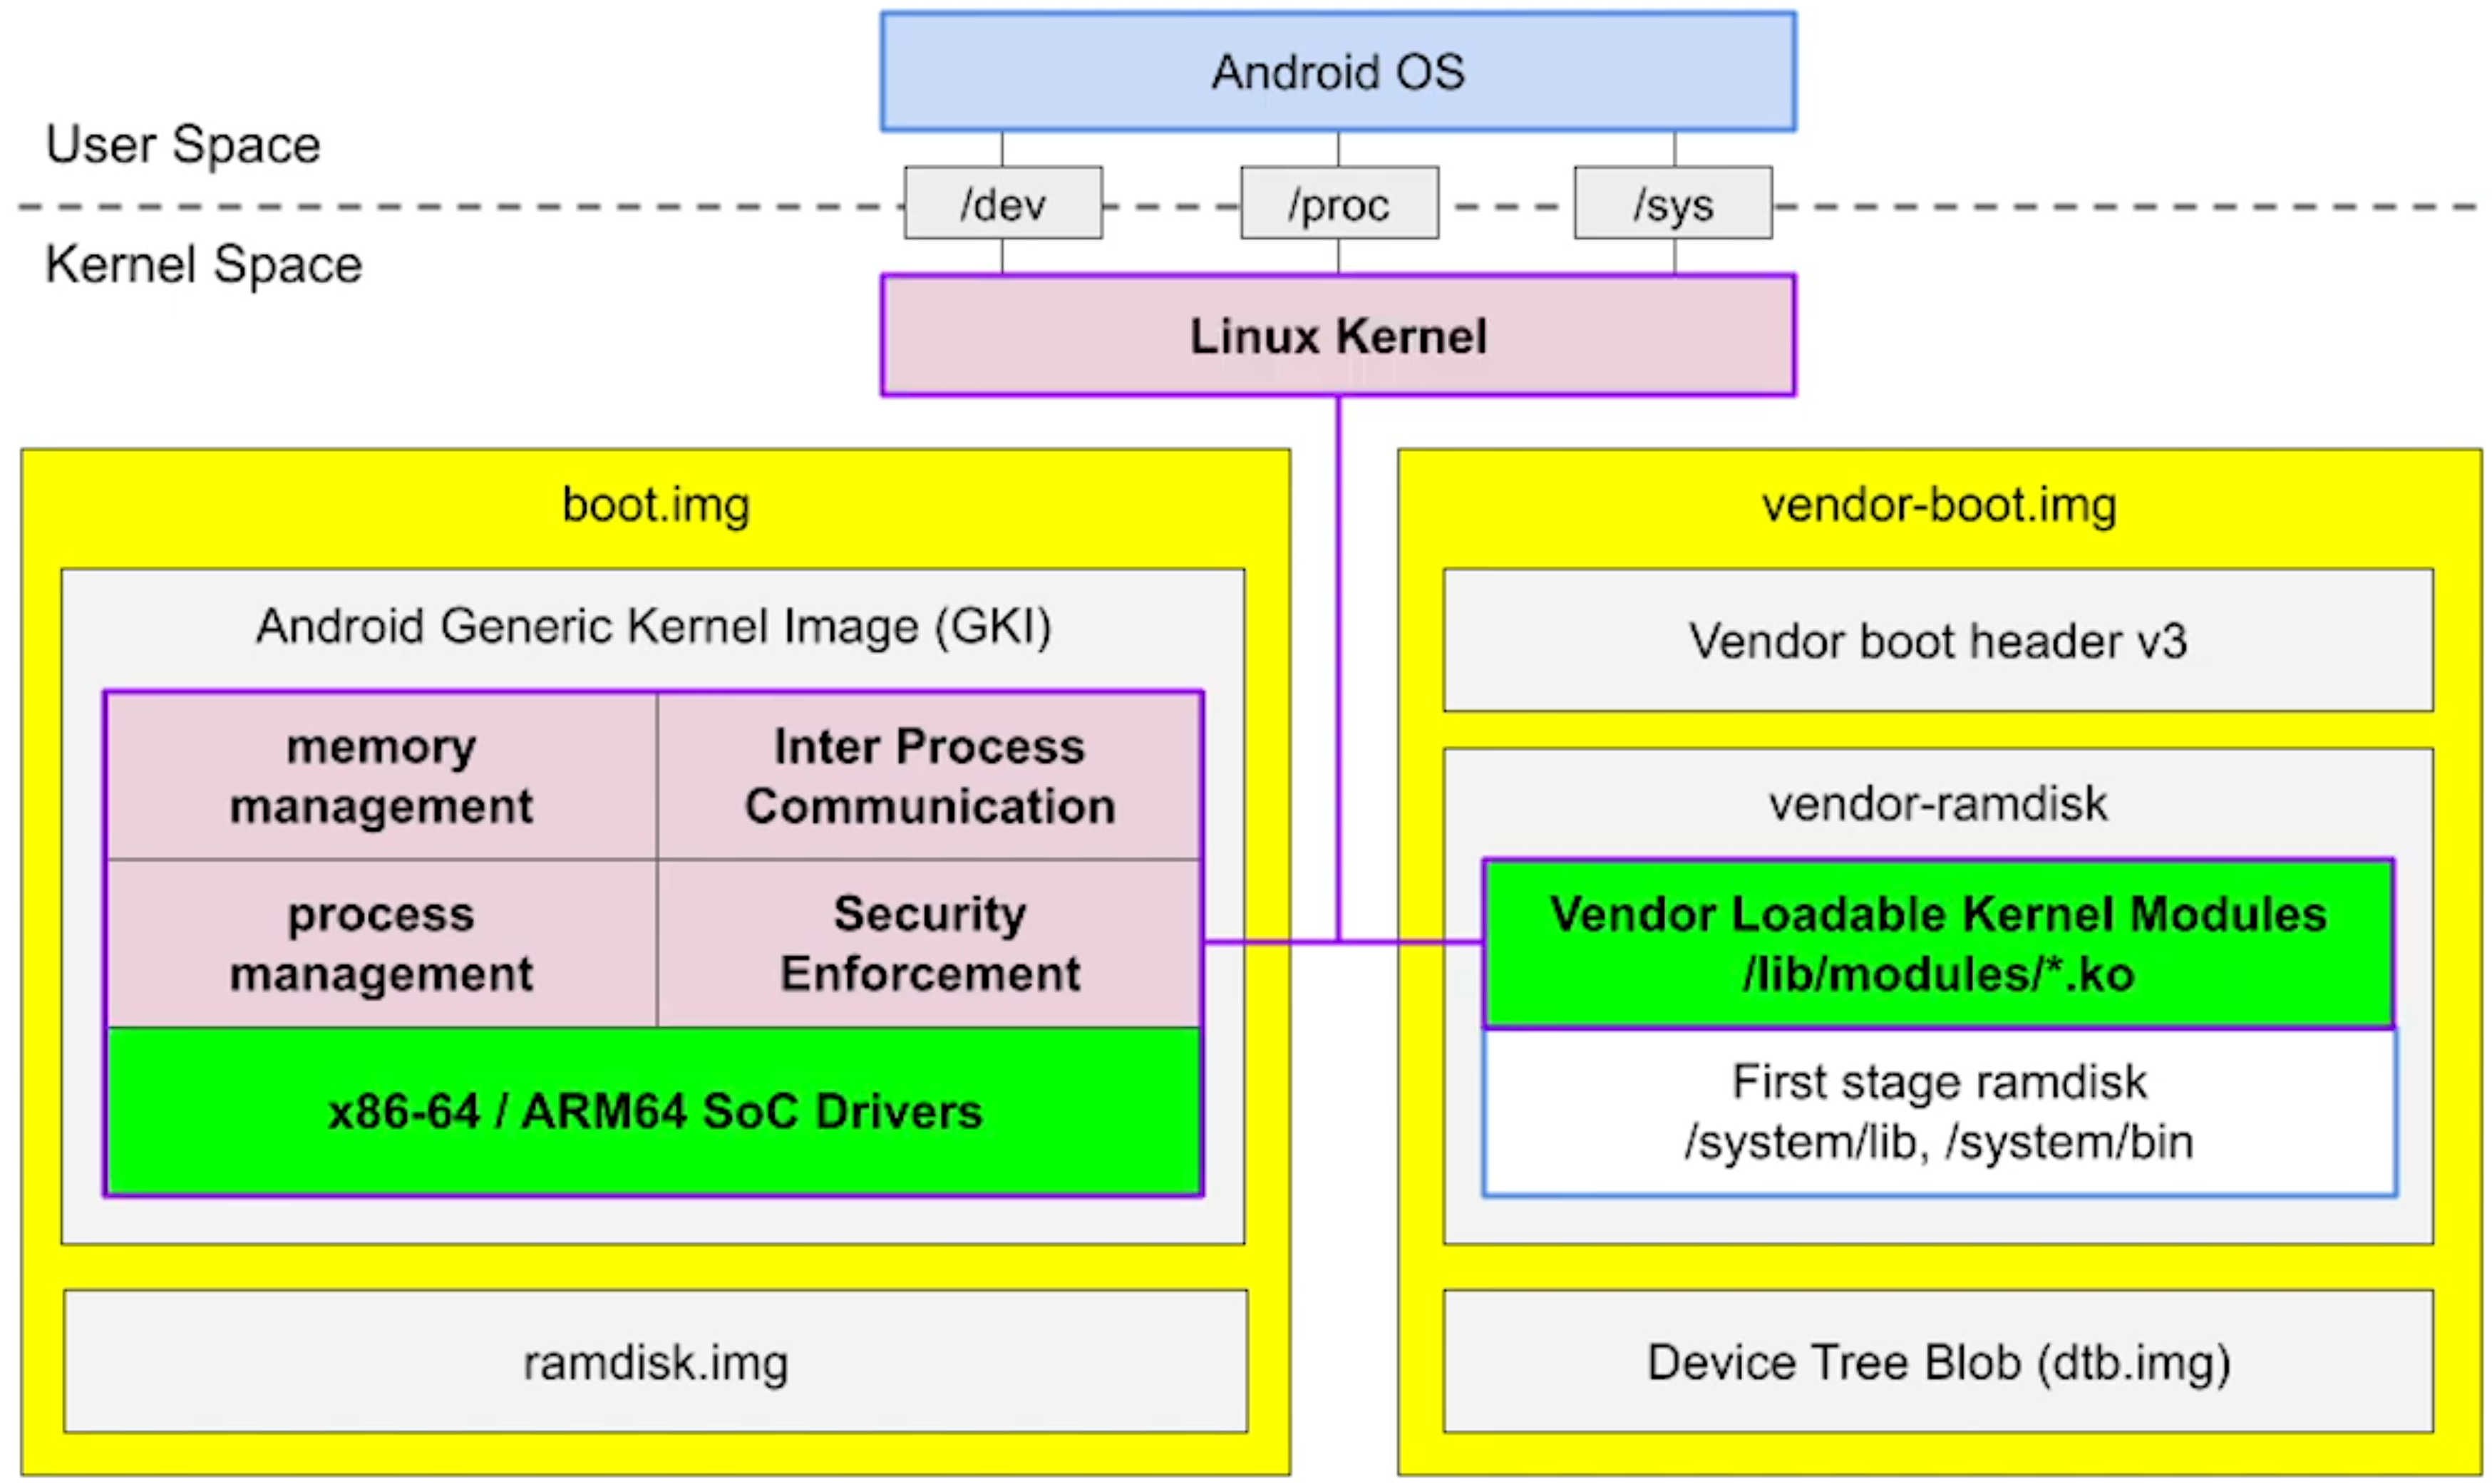 Android OS
User Space
/dev
/proc
/sys
Kernel Space
Linux Kernel
boot.img
Android Generic Kernel Image (GKI)
memory
management
Inter Process
Communication
process
management
Security
Enforcement
x86-64 / ARM64 SoC Drivers
ramdisk.img
vendor-boot.img
Vendor boot header v3
vendor-ramdisk
Vendor Loadable Kernel Modules
/lib/modules/*.ko
First stage ramdisk
/system/lib, /system/bin
Device Tree Blob (dtb.img)